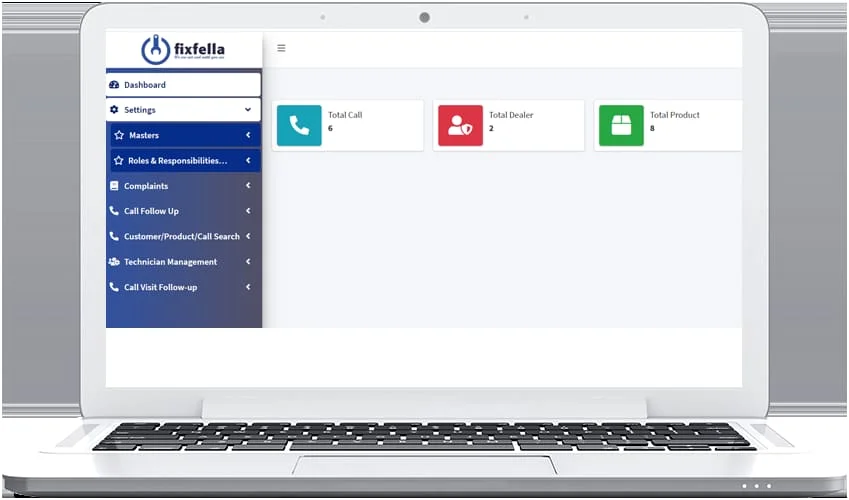 fixfella
Dashboard
Settings
Masters
Roles & Responsibilities...
Complaints
Call Follow Up
Customer/Product/Call Search
Technician Management
Call Visit Follow-up
Total Call
6
Total Dealer
2
Total Product
8